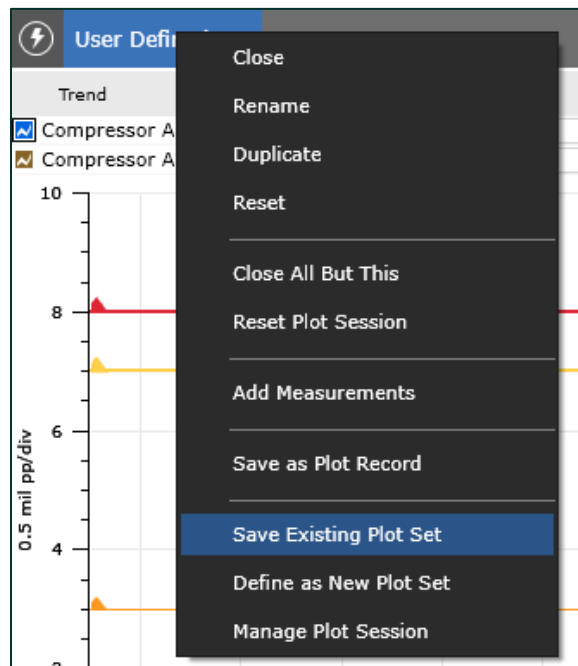 User Defin
Close
Rename
Duplicate
Reset
Close All But This
Reset Plot Session
Add Measurements
Save as Plot Record
Save Existing Plot Set
Define as New Plot Set
Manage Plot Session
Trend
Compressor A
Compressor A
10
8
6
4
0.5 mil pp/div